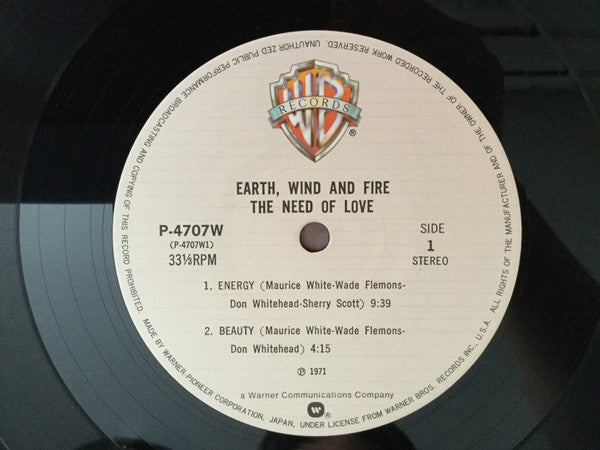 WB
RECORDS
®
EARTH, WIND AND FIRE
THE NEED OF LOVE
P-4707W
(P-4707W1)
33⅓RPM
SIDE
1
STEREO
1. ENERGY (Maurice White-Wade Flemons-
Don Whitehead-Sherry Scott) 9:39
2. BEAUTY (Maurice White-Wade Flemons-
Don Whitehead) 4:15
℗ 1971
a Warner Communications Company
W®
MADE BY WARNER PIONEER CORPORATION, JAPAN, UNDER LICENSE FROM WARNER BROS. RECORDS INC., U.S.A. ALL RIGHTS OF THE MANUFACTURER AND OF THE OWNER OF THE RECORDED WORK RESERVED. UNAUTHORIZED PUBLIC PERFORMANCE BROADCASTING AND COPYING OF THIS RECORD PROHIBITED.